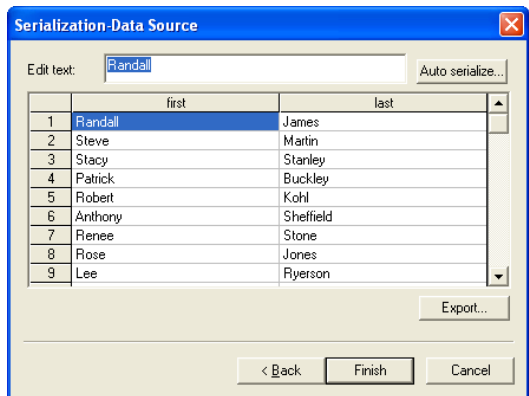 Serialization-Data Source
Edit text: Randall Auto serialize...
first last
1 Randall James
2 Steve Martin
3 Stacy Stanley
4 Patrick Buckley
5 Robert Kohl
6 Anthony Sheffield
7 Renee Stone
8 Rose Jones
9 Lee Ryerson
Export...
< Back Finish Cancel